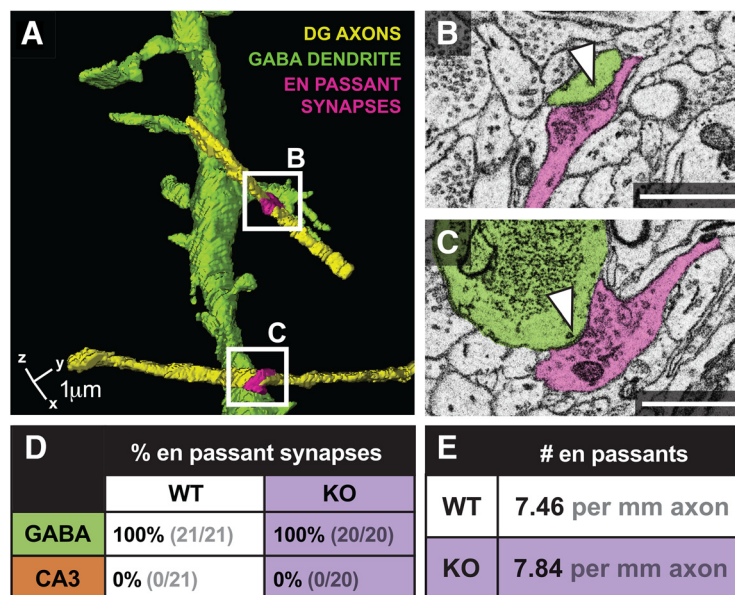 A
DG AXONS
GABA DENDRITE
EN PASSANT
SYNAPSES
B
C
z
y
x
1μm
B
C
D
% en passant synapses
WT KO
GABA 100% (21/21) 100% (20/20)
CA3 0% (0/21) 0% (0/20)
E
# en passants
WT 7.46 per mm axon
KO 7.84 per mm axon